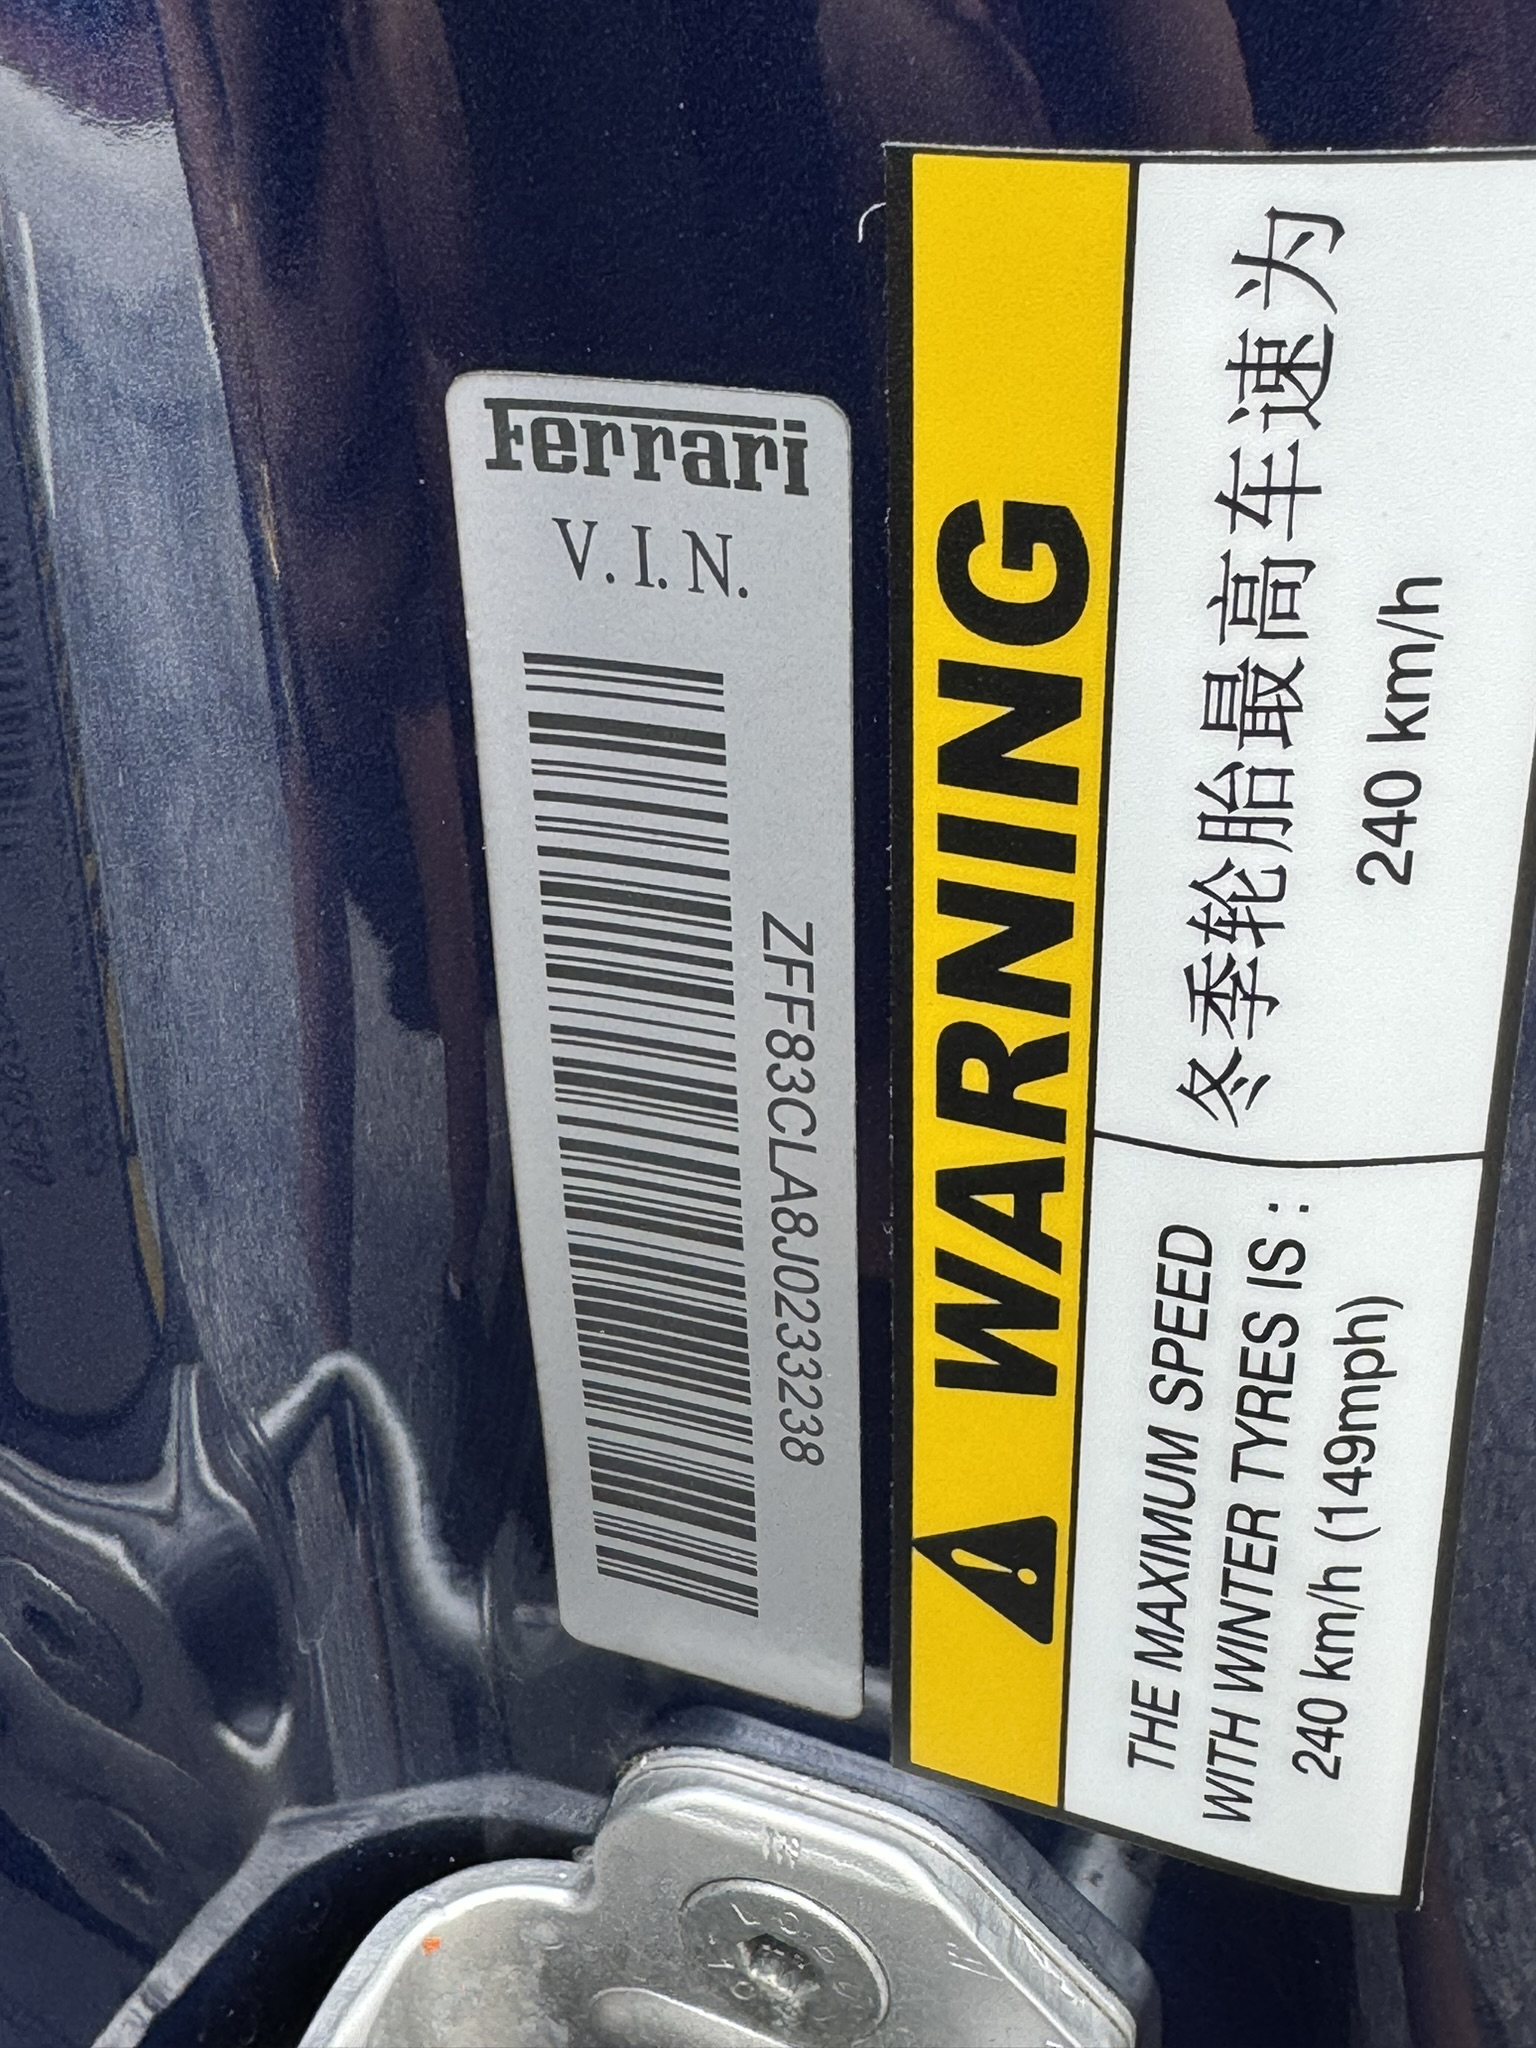 Ferrari
V.I.N.
ZFF83CLA8J0233238
WARNING
THE MAXIMUM SPEED
WITH WINTER TYRES IS :
240 km/h (149mph)
冬季轮胎最高车速为
240 km/h